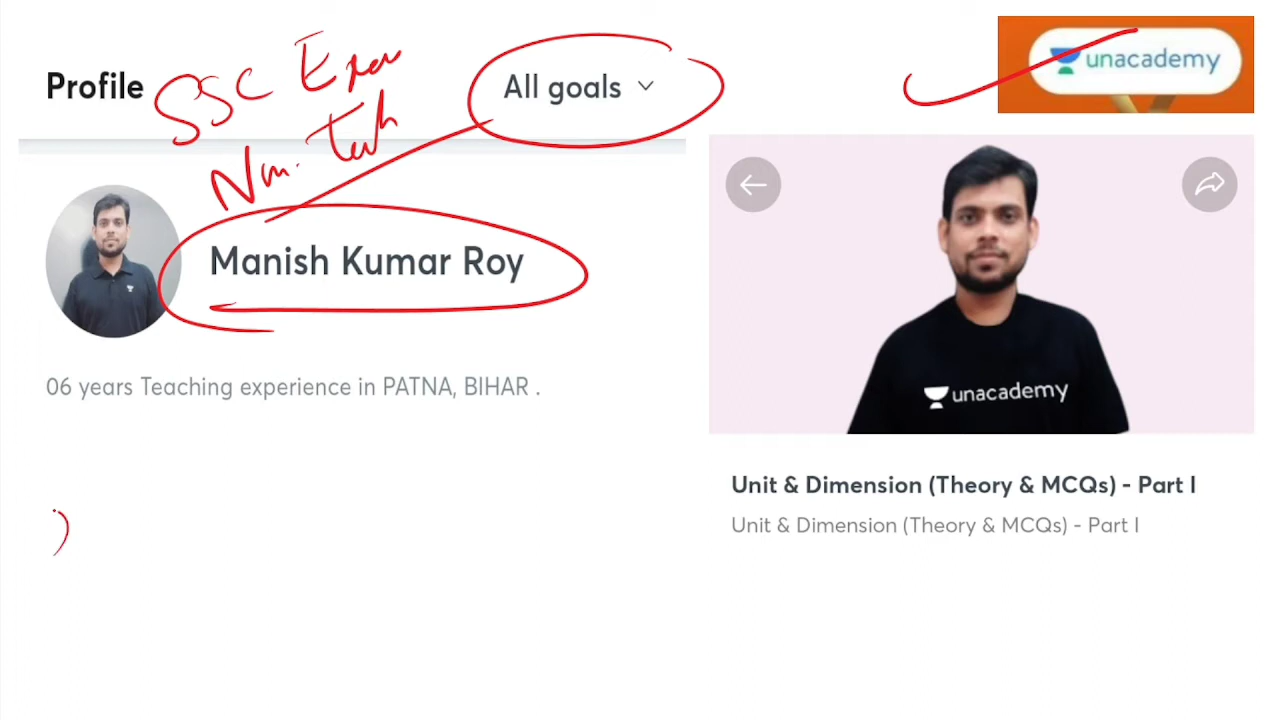 Profile
SSC Exam
All goals
unacademy
Tech
Manish Kumar Roy
06 years Teaching experience in PATNA, BIHAR .
unacademy
Unit & Dimension (Theory & MCQs) - Part I
Unit & Dimension (Theory & MCQs) - Part I
)